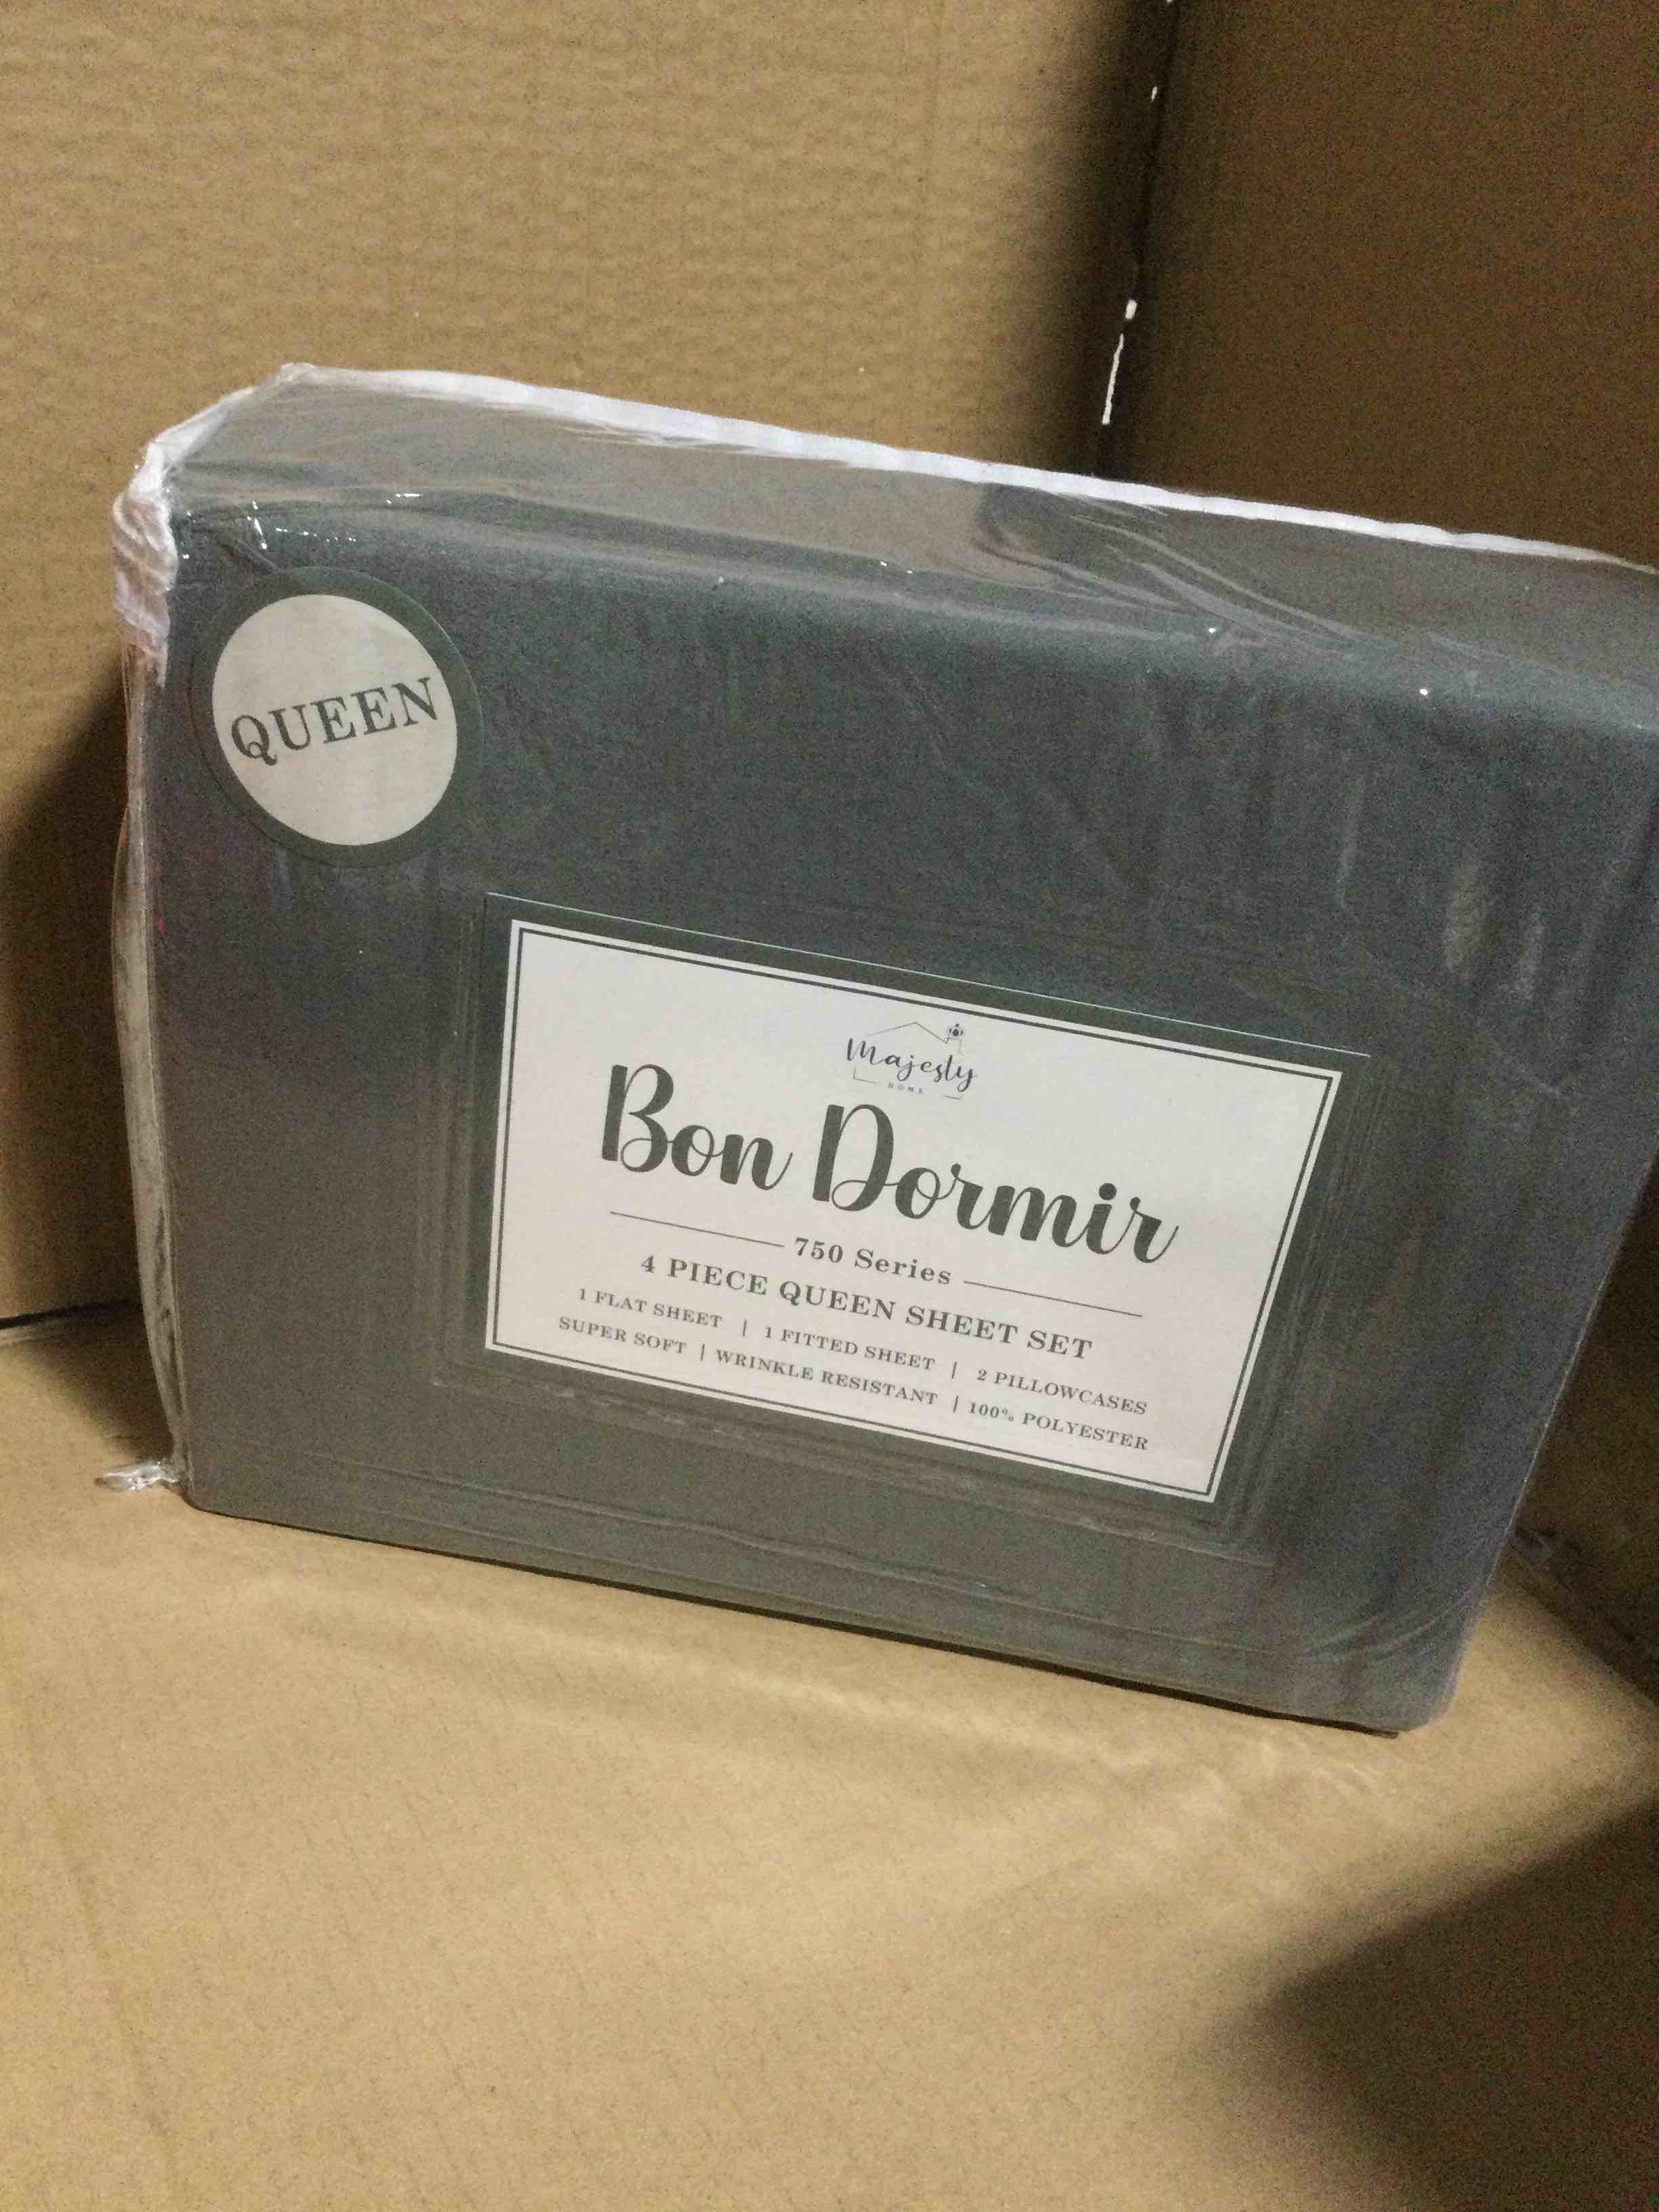 QUEEN
Majesty
HOME
Bon Dormir
750 Series
4 PIECE QUEEN SHEET SET
1 FLAT SHEET | 1 FITTED SHEET | 2 PILLOWCASES
SUPER SOFT | WRINKLE RESISTANT | 100% POLYESTER